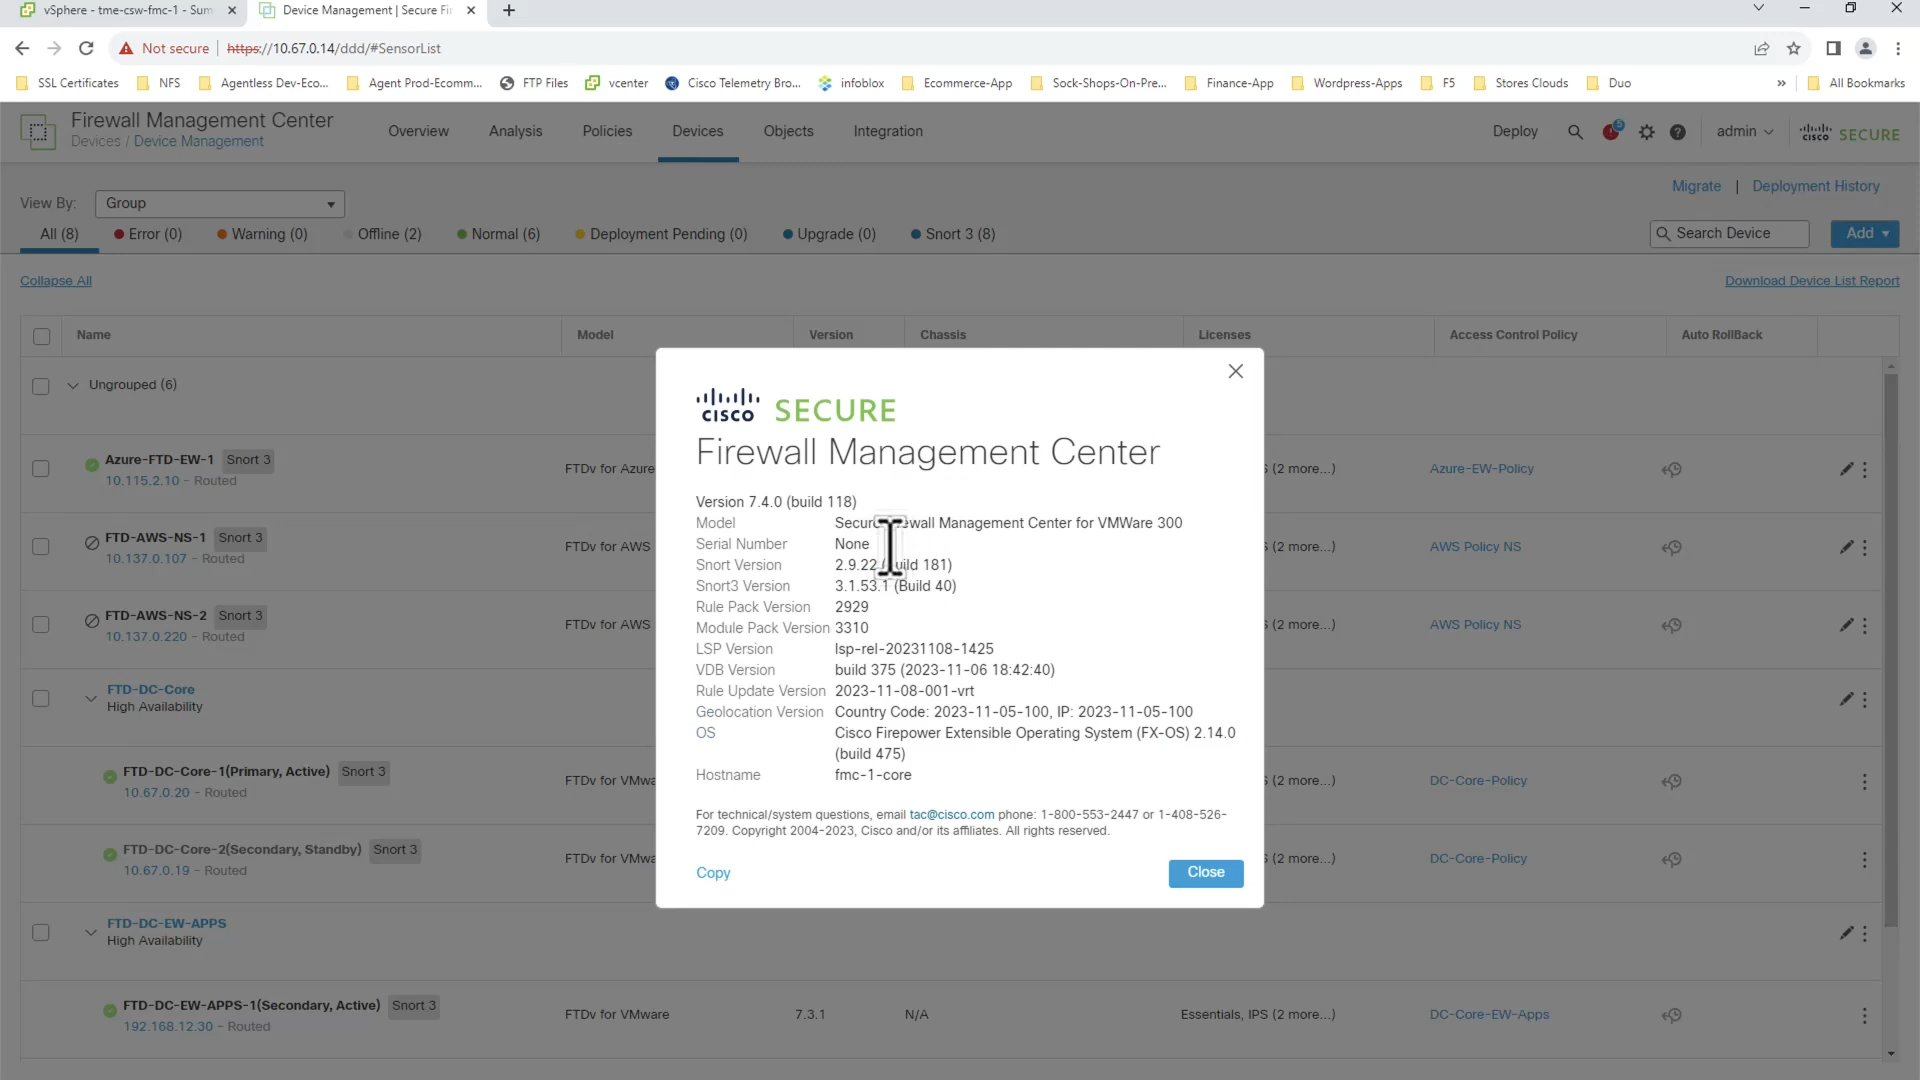 vSphere - tme-csw-fmc-1 - Sum
Device Management | Secure Fir
Not secure | https://10.67.0.14/ddd/#SensorList
SSL Certificates NFS Agentless Dev-Eco... Agent Prod-Ecomm... FTP Files vcenter Cisco Telemetry Bro... infoblox Ecommerce-App Sock-Shops-On-Pre... Finance-App Wordpress-Apps F5 Stores Clouds Duo » All Bookmarks
Firewall Management Center
Devices / Device Management
Overview Analysis Policies Devices Objects Integration
Deploy 5 admin cisco SECURE
Migrate | Deployment History
View By: Group
All (8) Error (0) Warning (0) Offline (2) Normal (6) Deployment Pending (0) Upgrade (0) Snort 3 (8)
Search Device Add
Collapse All
Download Device List Report
Name Model Version Chassis Licenses Access Control Policy Auto RollBack
Ungrouped (6)
Azure-FTD-EW-1 Snort 3
10.115.2.10 - Routed
FTDv for Azure
S (2 more...) Azure-EW-Policy
FTD-AWS-NS-1 Snort 3
10.137.0.107 - Routed
FTDv for AWS
S (2 more...) AWS Policy NS
FTD-AWS-NS-2 Snort 3
10.137.0.220 - Routed
FTDv for AWS
S (2 more...) AWS Policy NS
FTD-DC-Core
High Availability
FTD-DC-Core-1(Primary, Active) Snort 3
10.67.0.20 - Routed
FTDv for VMwa
S (2 more...) DC-Core-Policy
FTD-DC-Core-2(Secondary, Standby) Snort 3
10.67.0.19 - Routed
FTDv for VMwa
S (2 more...) DC-Core-Policy
FTD-DC-EW-APPS
High Availability
FTD-DC-EW-APPS-1(Secondary, Active) Snort 3
192.168.12.30 - Routed
FTDv for VMware 7.3.1 N/A Essentials, IPS (2 more...) DC-Core-EW-Apps
cisco SECURE
Firewall Management Center
Version 7.4.0 (build 118)
Model Secure Firewall Management Center for VMWare 300
Serial Number None
Snort Version 2.9.22 (Build 181)
Snort3 Version 3.1.53.1 (Build 40)
Rule Pack Version 2929
Module Pack Version 3310
LSP Version lsp-rel-20231108-1425
VDB Version build 375 (2023-11-06 18:42:40)
Rule Update Version 2023-11-08-001-vrt
Geolocation Version Country Code: 2023-11-05-100, IP: 2023-11-05-100
OS Cisco Firepower Extensible Operating System (FX-OS) 2.14.0
(build 475)
Hostname fmc-1-core
For technical/system questions, email tac@cisco.com phone: 1-800-553-2447 or 1-408-526-
7209. Copyright 2004-2023, Cisco and/or its affiliates. All rights reserved.
Copy Close